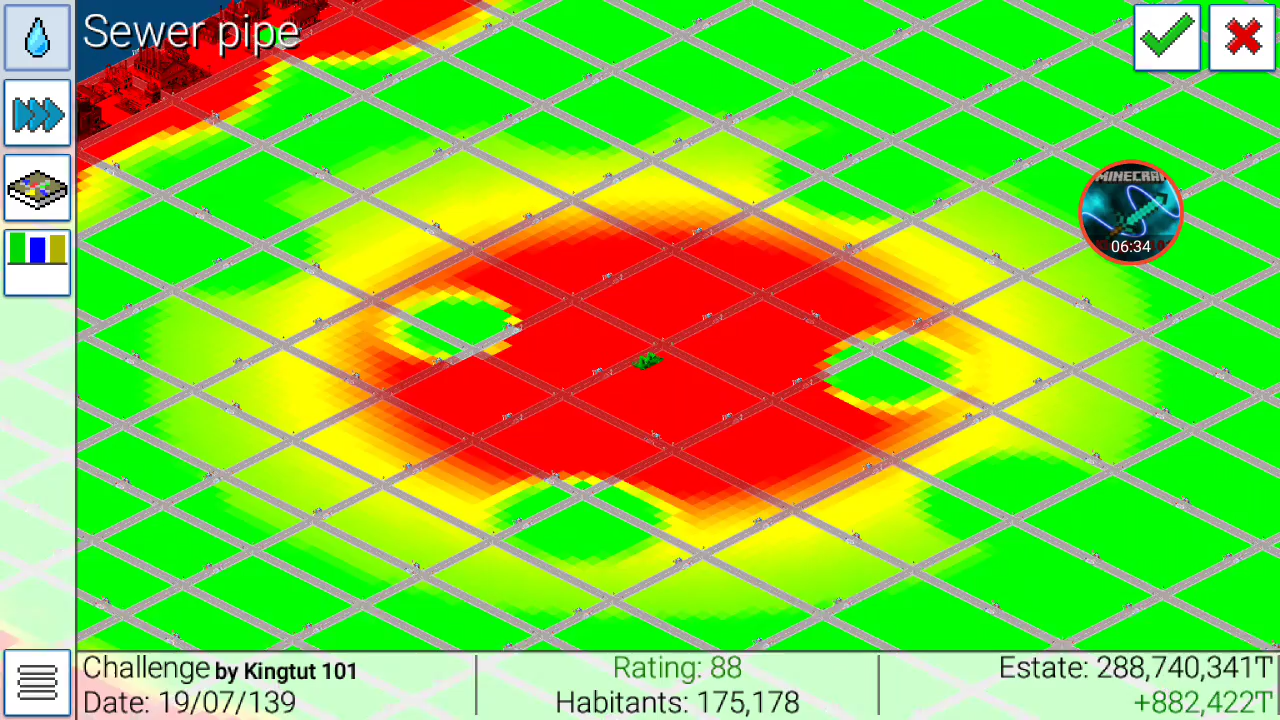 Sewer pipe
MINECRA
06:34
Challenge by Kingtut 101
Date: 19/07/139
Rating: 88
Habitants: 175,178
Estate: 288,740,341T
+882,422T